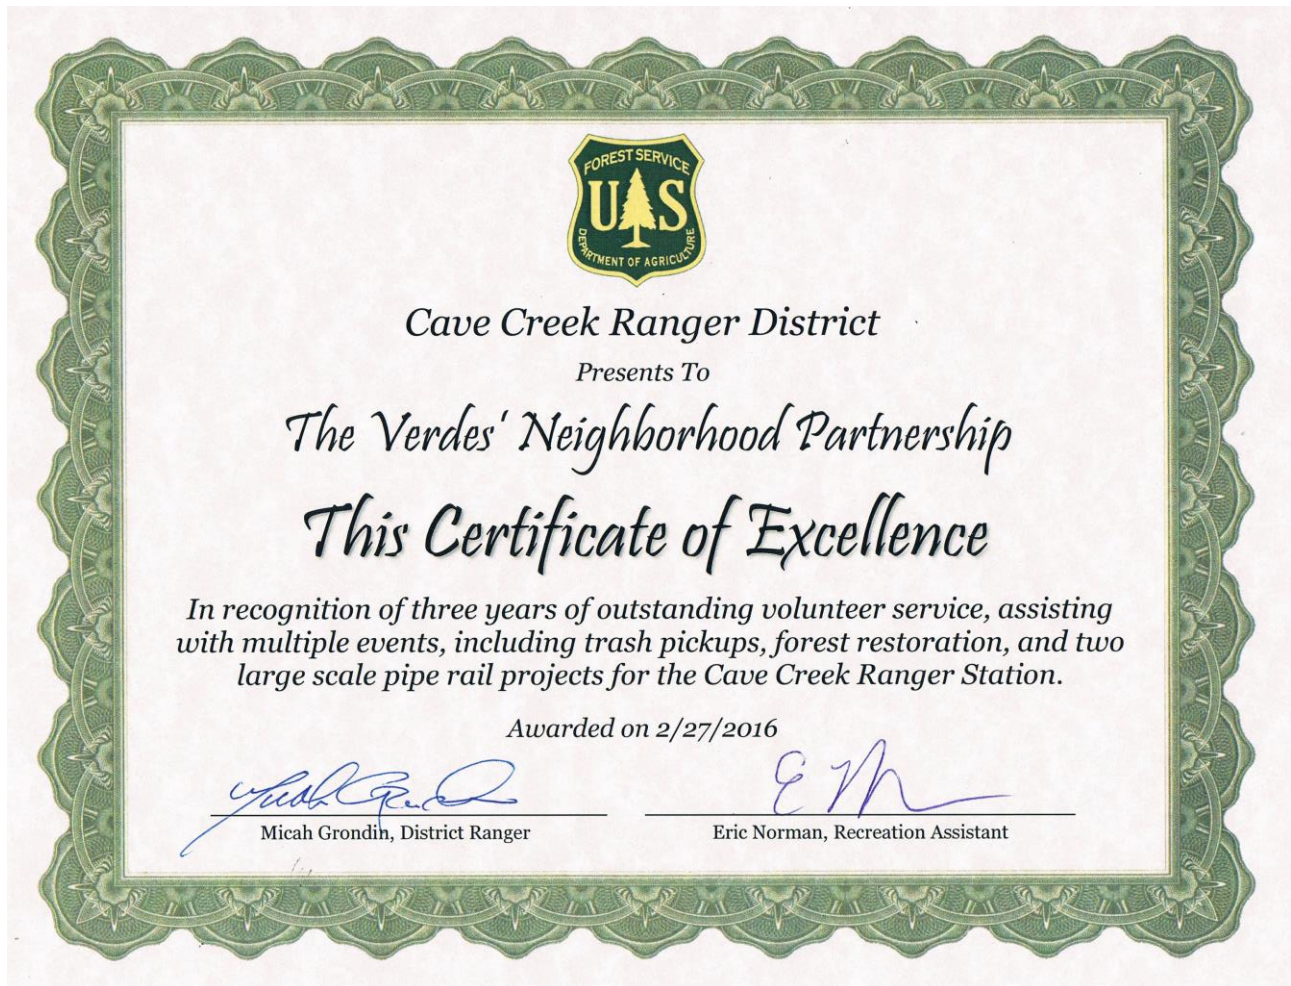 FOREST SERVICE
U S
DEPARTMENT OF AGRICULTURE
Cave Creek Ranger District
Presents To
The Verdes' Neighborhood Partnership
This Certificate of Excellence
In recognition of three years of outstanding volunteer service, assisting
with multiple events, including trash pickups, forest restoration, and two
large scale pipe rail projects for the Cave Creek Ranger Station.
Awarded on 2/27/2016
Micah Grondin, District Ranger
Eric Norman, Recreation Assistant